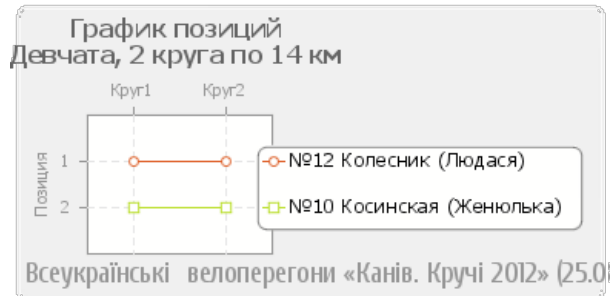 График позиций
Девчата, 2 круга по 14 км
Круг1 Круг2
Позиция
1
№12 Колесник (Людася)
2
№10 Косинская (Женюлька)
Всеукраїнські велоперегони «Канів. Кручі 2012»